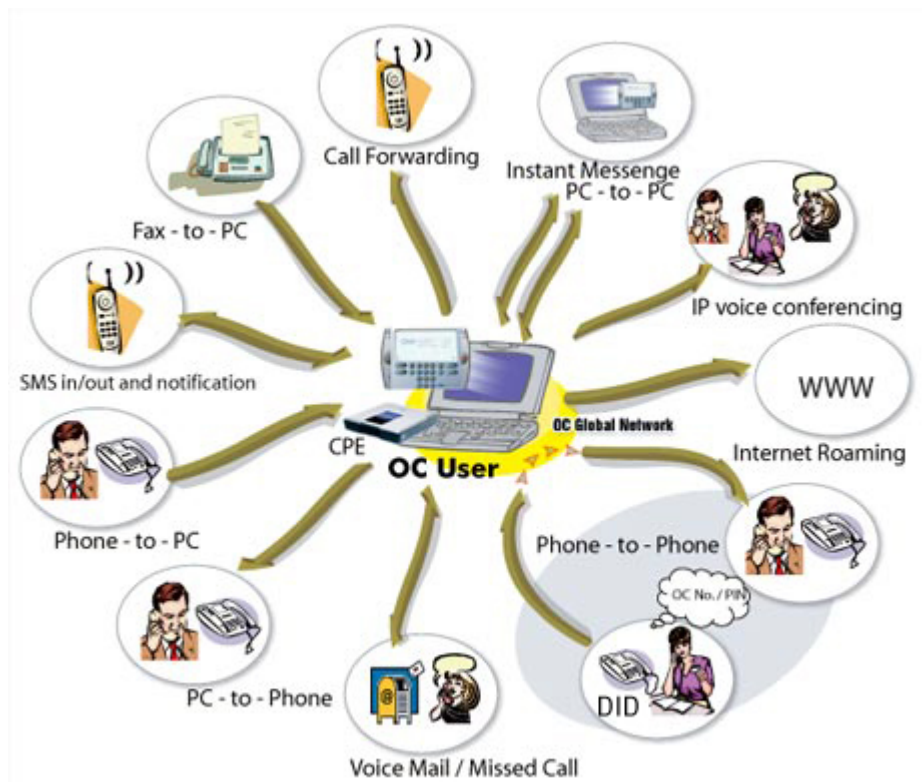 Call Forwarding
Instant Messenge
PC - to - PC
Fax - to - PC
IP voice conferencing
SMS in/out and notification
WWW
CPE
OC Global Network
OC User
Internet Roaming
Phone - to - PC
Phone - to - Phone
OC No. / PIN
PC - to - Phone
DID
Voice Mail / Missed Call